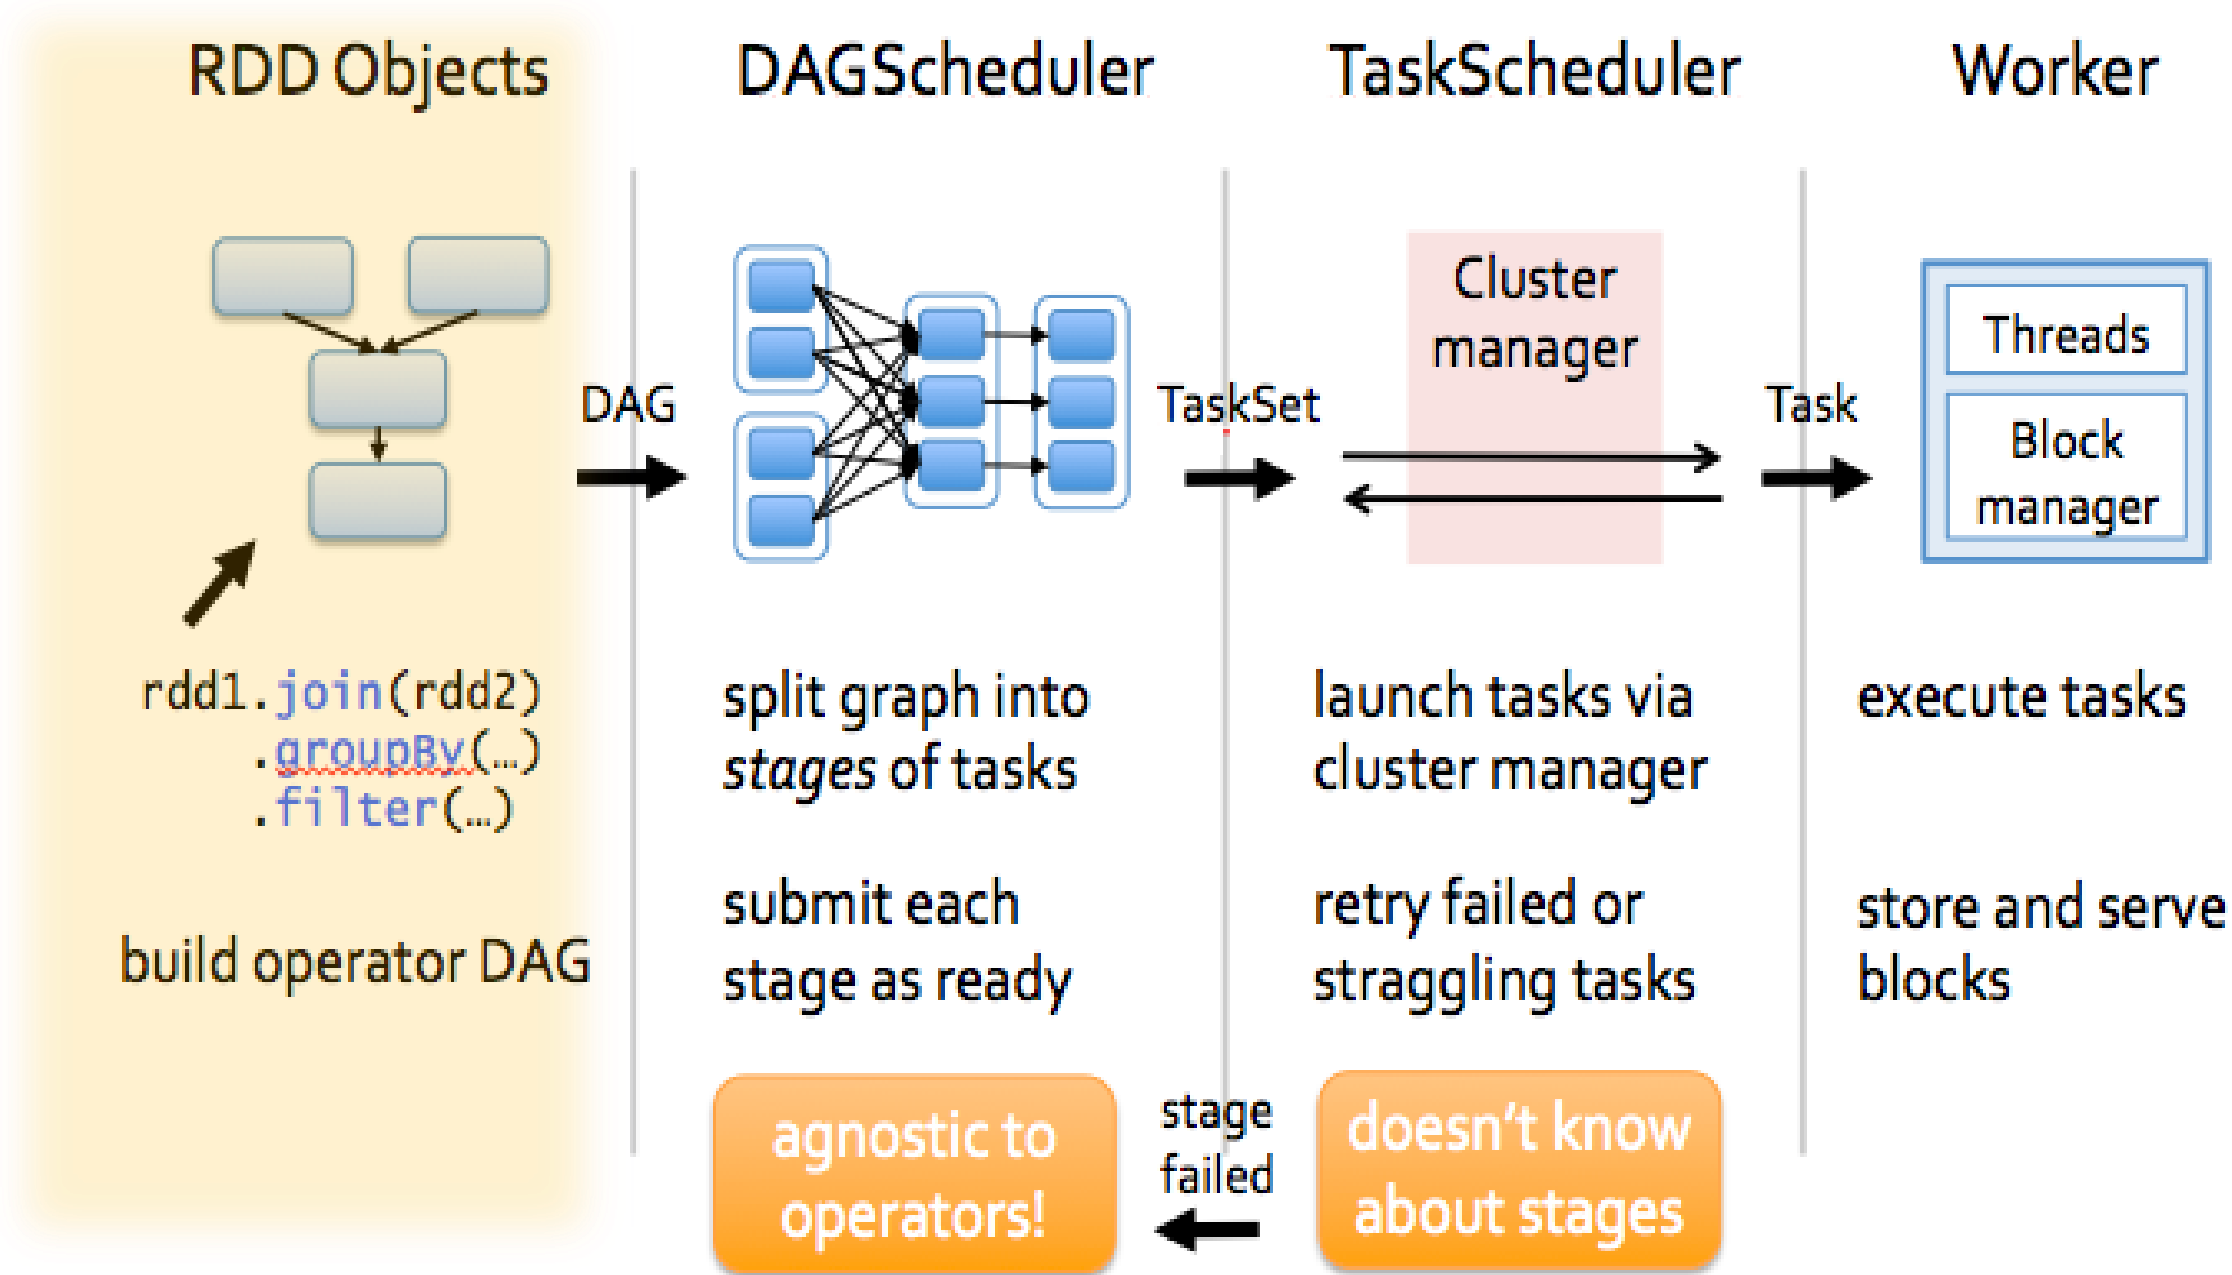 RDD Objects
DAGScheduler
TaskScheduler
Worker
DAG
TaskSet
Cluster
manager
Task
Threads
Block
manager
rdd1.join(rdd2)
.groupBy(…)
.filter(…)
build operator DAG
split graph into
stages of tasks
submit each
stage as ready
launch tasks via
cluster manager
retry failed or
straggling tasks
execute tasks
store and serve
blocks
agnostic to
operators!
stage
failed
doesn’t know
about stages